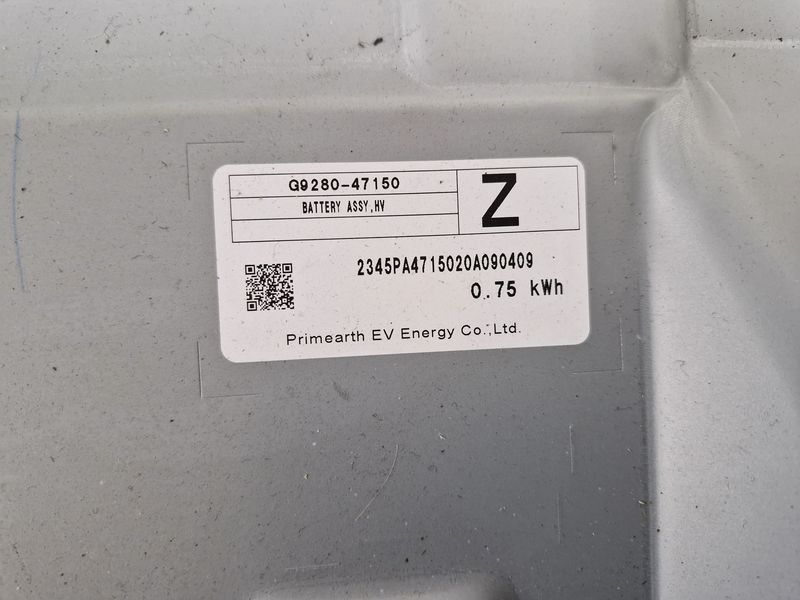 G9280-47150
BATTERY ASSY,HV
Z
2345PA4715020A090409
0.75 kWh
Primearth EV Energy Co.,Ltd.